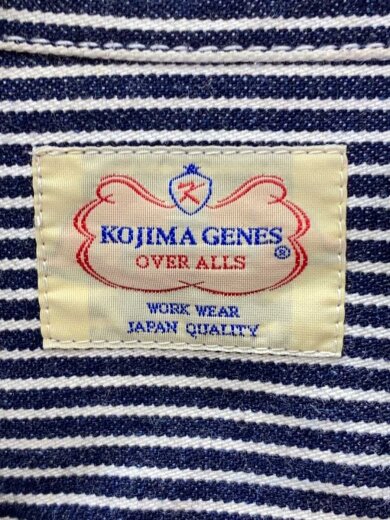 K
KOJIMA GENES®
OVER ALLS
WORK WEAR
JAPAN QUALITY